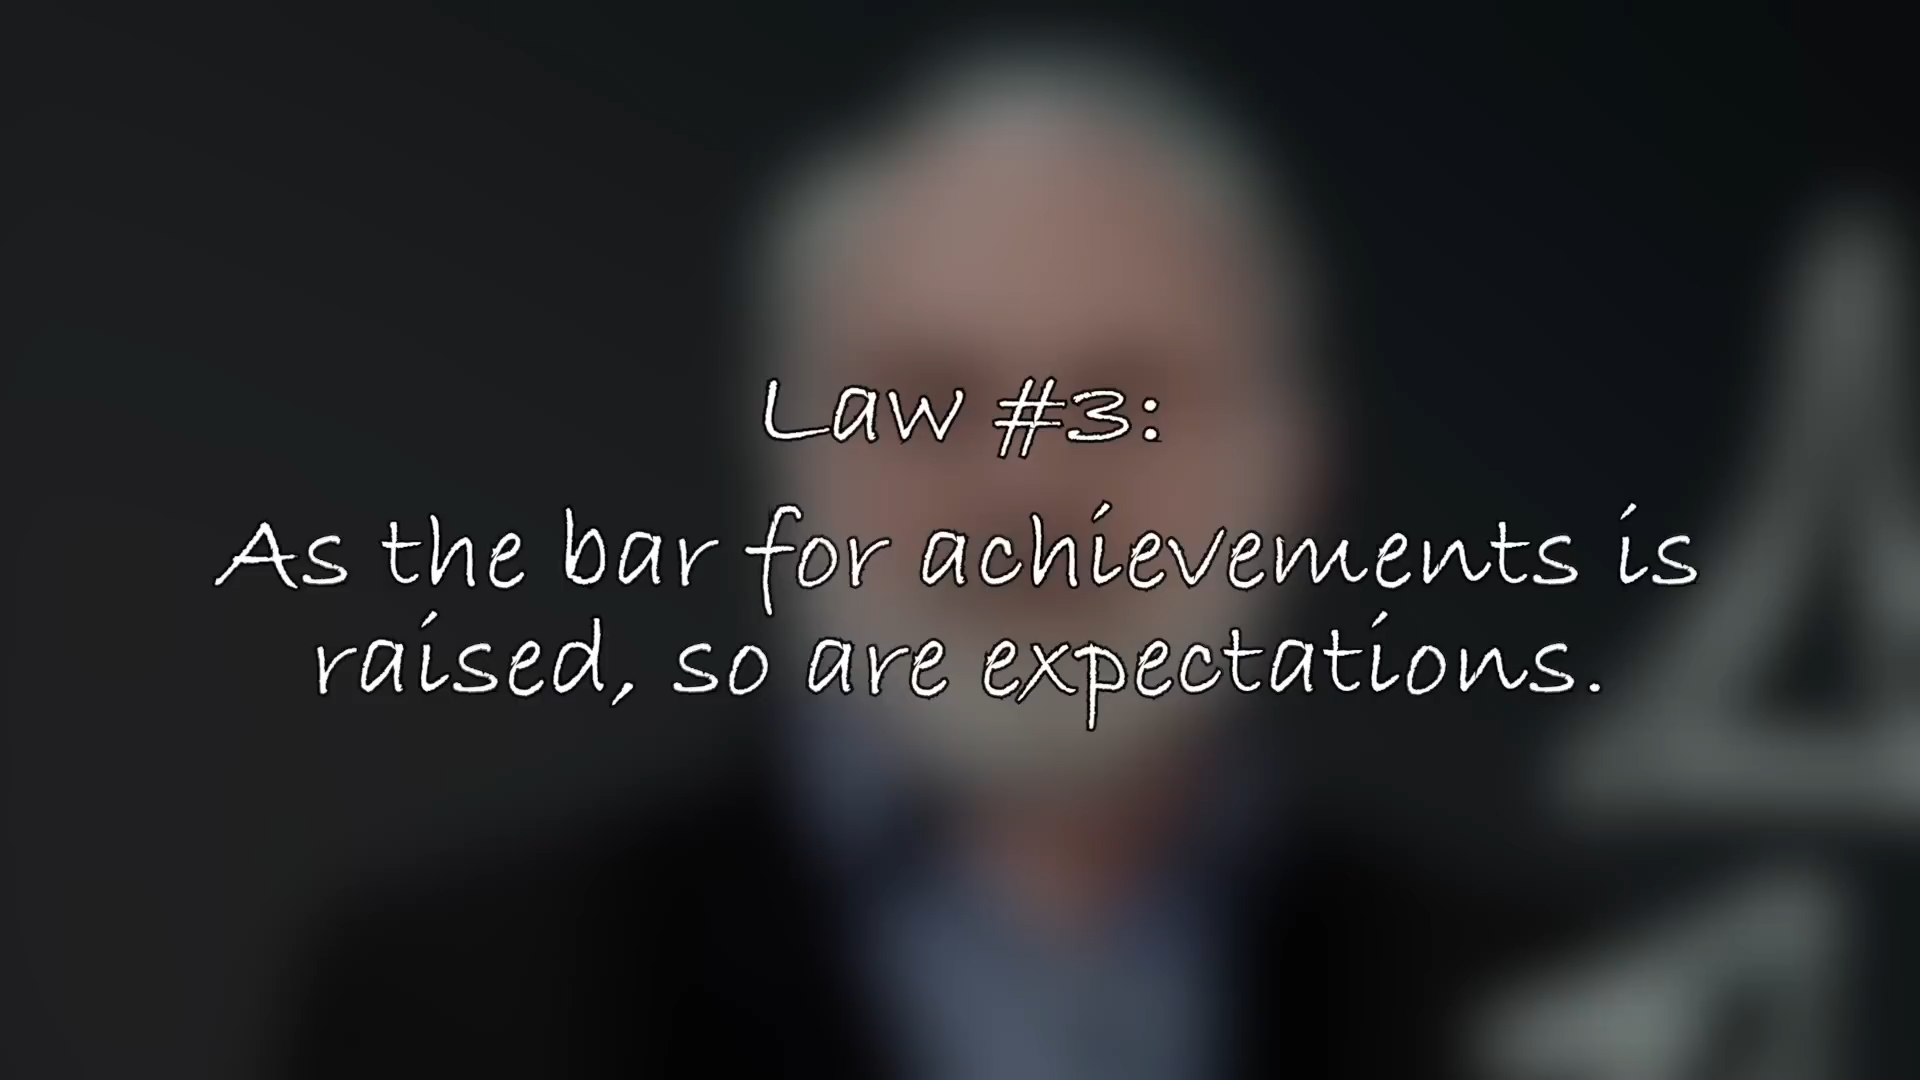 Law #3:
As the bar for achievements is
raised, so are expectations.